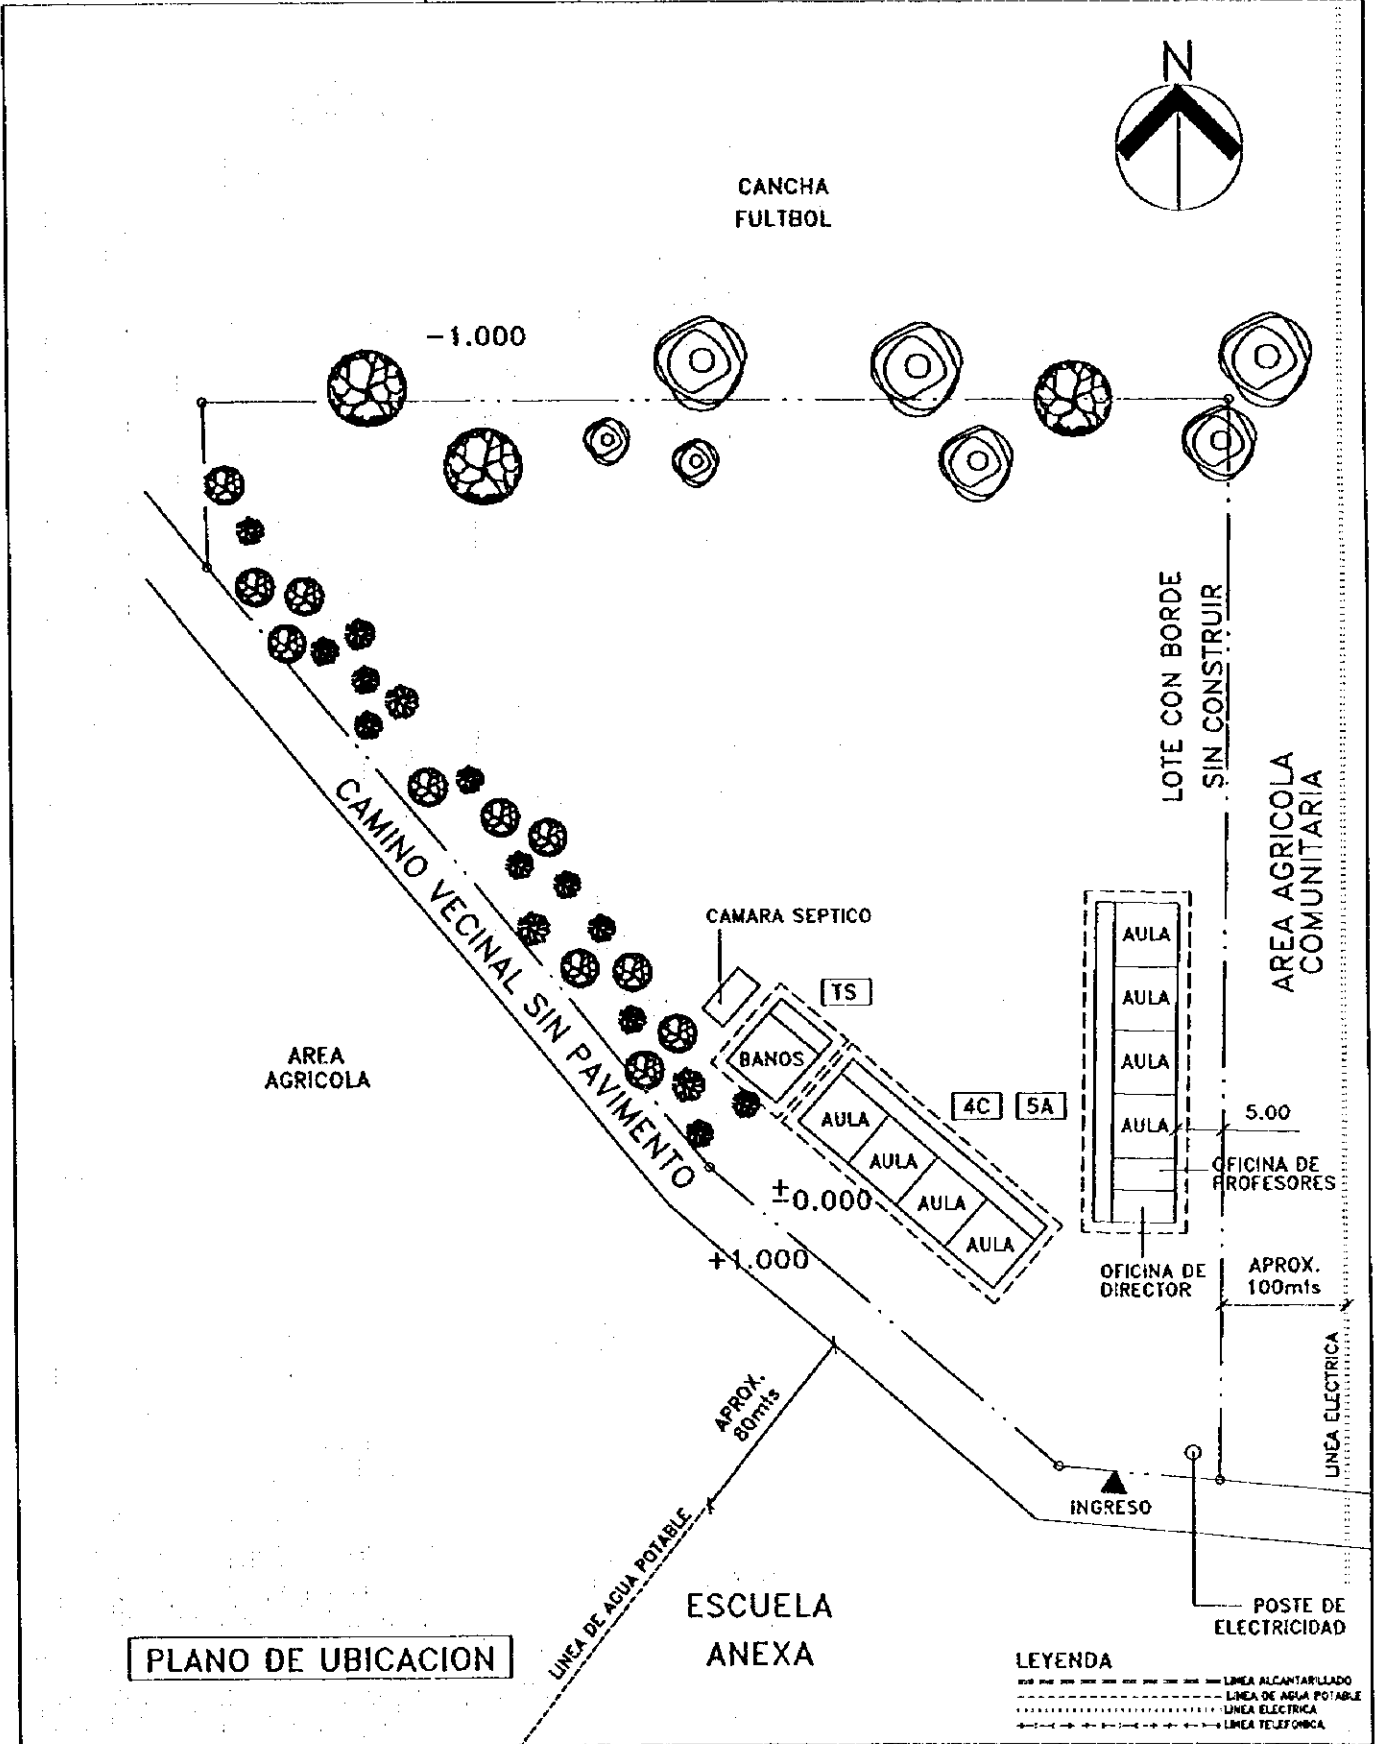 N
CANCHA
FULTBOL
−1.000
LOTE CON BORDE
SIN CONSTRUIR
AREA AGRICOLA
COMUNITARIA
CAMINO VECINAL SIN PAVIMENTO
CAMARA SEPTICO
TS
BANOS
AULA
AULA
AULA
AULA
4C
5A
AULA
AULA
AULA
AULA
5.00
OFICINA DE
PROFESORES
OFICINA DE
DIRECTOR
APROX.
100mts
AREA
AGRICOLA
±0.000
+1.000
APROX.
80mts
LINEA ELECTRICA
INGRESO
LINEA DE AGUA POTABLE
ESCUELA
ANEXA
POSTE DE
ELECTRICIDAD
PLANO DE UBICACION
LEYENDA
LINEA ALCANTARILLADO
LINEA DE AGUA POTABLE
LINEA ELECTRICA
LINEA TELEFONICA